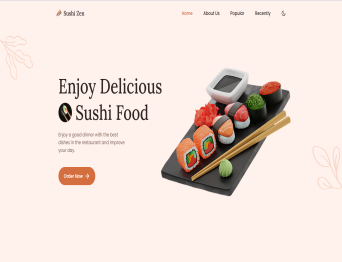 Sushi Zen
Home About Us Popular Recently
Enjoy Delicious
Sushi Food
Enjoy a good dinner with the best
dishes in the restaurant and improve
your day.
Order Now